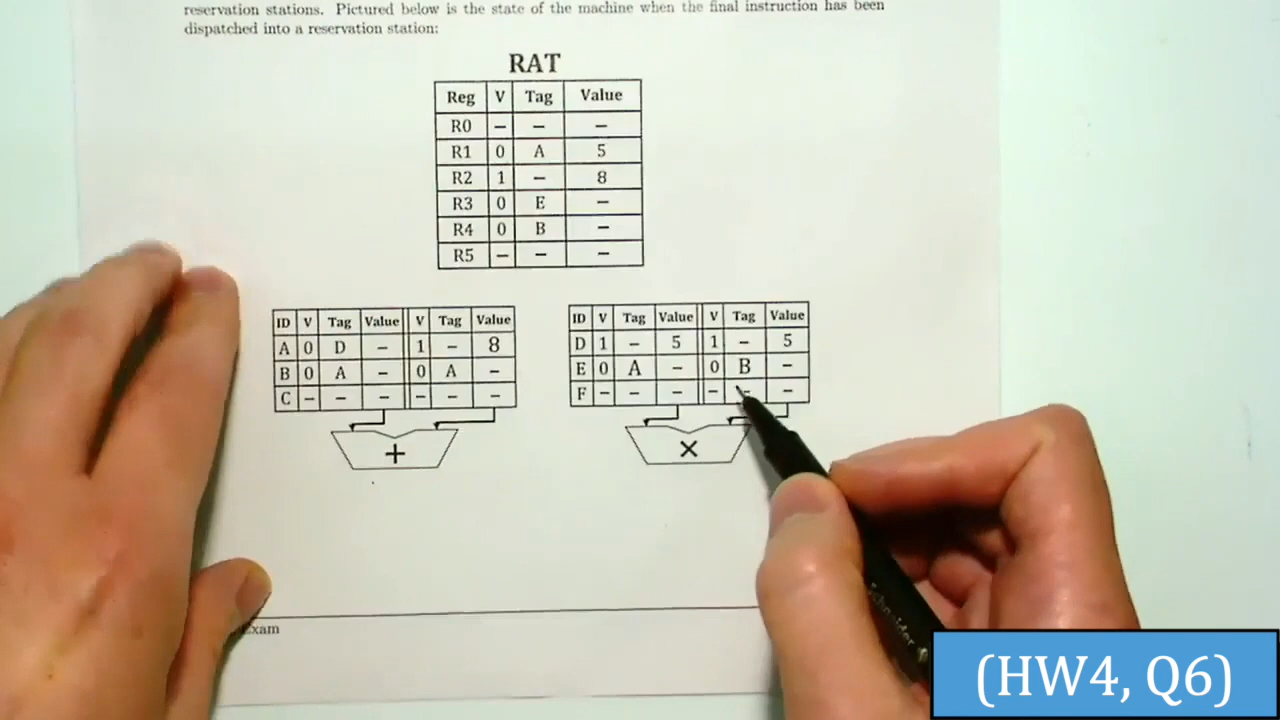 reservation stations. Pictured below is the state of the machine when the final instruction has been
dispatched into a reservation station:
RAT
Reg V Tag Value
R0 – – –
R1 0 A 5
R2 1 – 8
R3 0 E –
R4 0 B –
R5 – – –
ID V Tag Value V Tag Value
A 0 D – 1 – 8
B 0 A – 0 A –
C – – – – – –
+
ID V Tag Value V Tag Value
D 1 – 5 1 – 5
E 0 A – 0 B –
F – – – – – –
×
Exam
Schneider
(HW4, Q6)